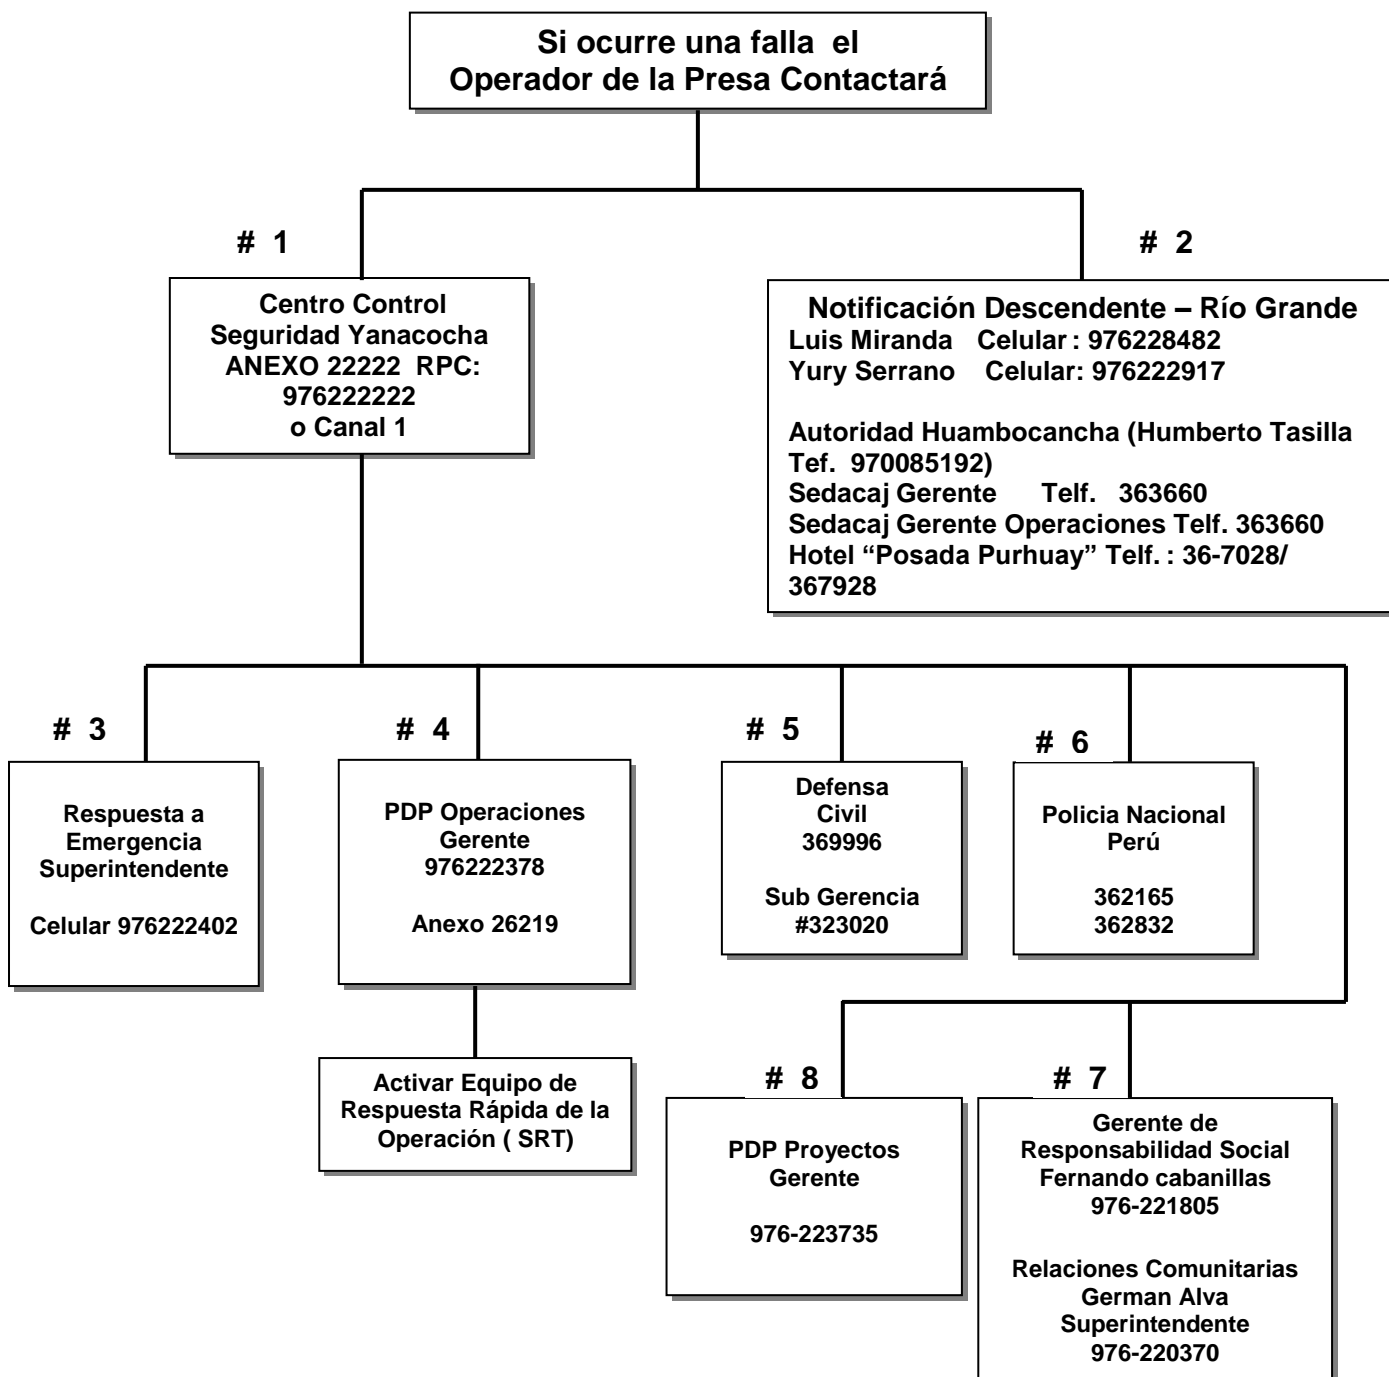 Si ocurre una falla el
Operador de la Presa Contactará
# 1
Centro Control
Seguridad Yanacocha
ANEXO 22222 RPC:
976222222
o Canal 1
# 2
Notificación Descendente – Río Grande
Luis Miranda Celular : 976228482
Yury Serrano Celular: 976222917
Autoridad Huambocancha (Humberto Tasilla
Tef. 970085192)
Sedacaj Gerente Telf. 363660
Sedacaj Gerente Operaciones Telf. 363660
Hotel “Posada Purhuay” Telf. : 36-7028/
367928
# 3
Respuesta a
Emergencia
Superintendente
Celular 976222402
# 4
PDP Operaciones
Gerente
976222378
Anexo 26219
Activar Equipo de
Respuesta Rápida de la
Operación ( SRT)
# 5
Defensa
Civil
369996
Sub Gerencia
#323020
# 6
Policia Nacional
Perú
362165
362832
# 8
PDP Proyectos
Gerente
976-223735
# 7
Gerente de
Responsabilidad Social
Fernando cabanillas
976-221805
Relaciones Comunitarias
German Alva
Superintendente
976-220370